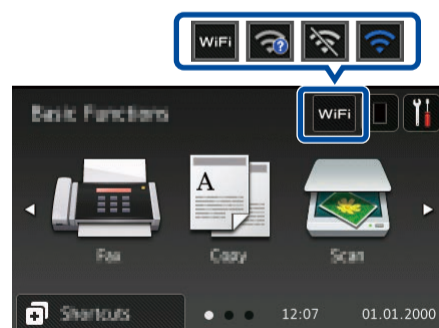 WiFi
Basic Functions
WiFi
A
Fax
Copy
Scan
Shortcuts
12:07
01.01.2000